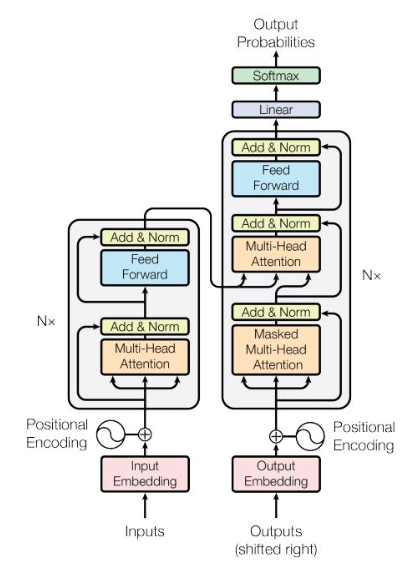 Output
Probabilities
Softmax
Linear
Add & Norm
Feed
Forward
Add & Norm
Multi-Head
Attention
Add & Norm
Masked
Multi-Head
Attention
N×
Add & Norm
Feed
Forward
N×
Add & Norm
Multi-Head
Attention
Positional
Encoding
Positional
Encoding
Input
Embedding
Output
Embedding
Inputs
Outputs
(shifted right)